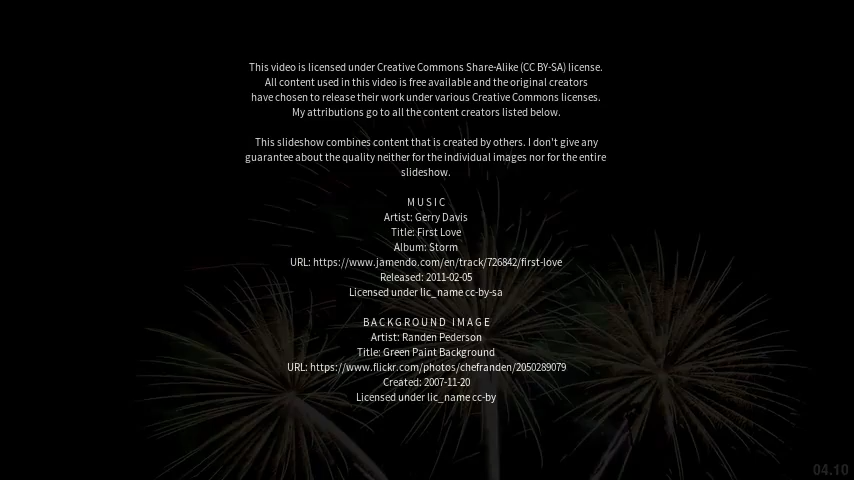 This video is licensed under Creative Commons Share-Alike (CC BY-SA) license.
All content used in this video is free available and the original creators
have chosen to release their work under various Creative Commons licenses.
My attributions go to all the content creators listed below.
This slideshow combines content that is created by others. I don't give any
guarantee about the quality neither for the individual images nor for the entire
slideshow.
MUSIC
Artist: Gerry Davis
Title: First Love
Album: Storm
URL: https://www.jamendo.com/en/track/726842/first-love
Released: 2011-02-05
Licensed under lic_name cc-by-sa
BACKGROUND IMAGE
Artist: Randen Pederson
Title: Green Paint Background
URL: https://www.flickr.com/photos/chefranden/2050289079
Created: 2007-11-20
Licensed under lic_name cc-by
04.10